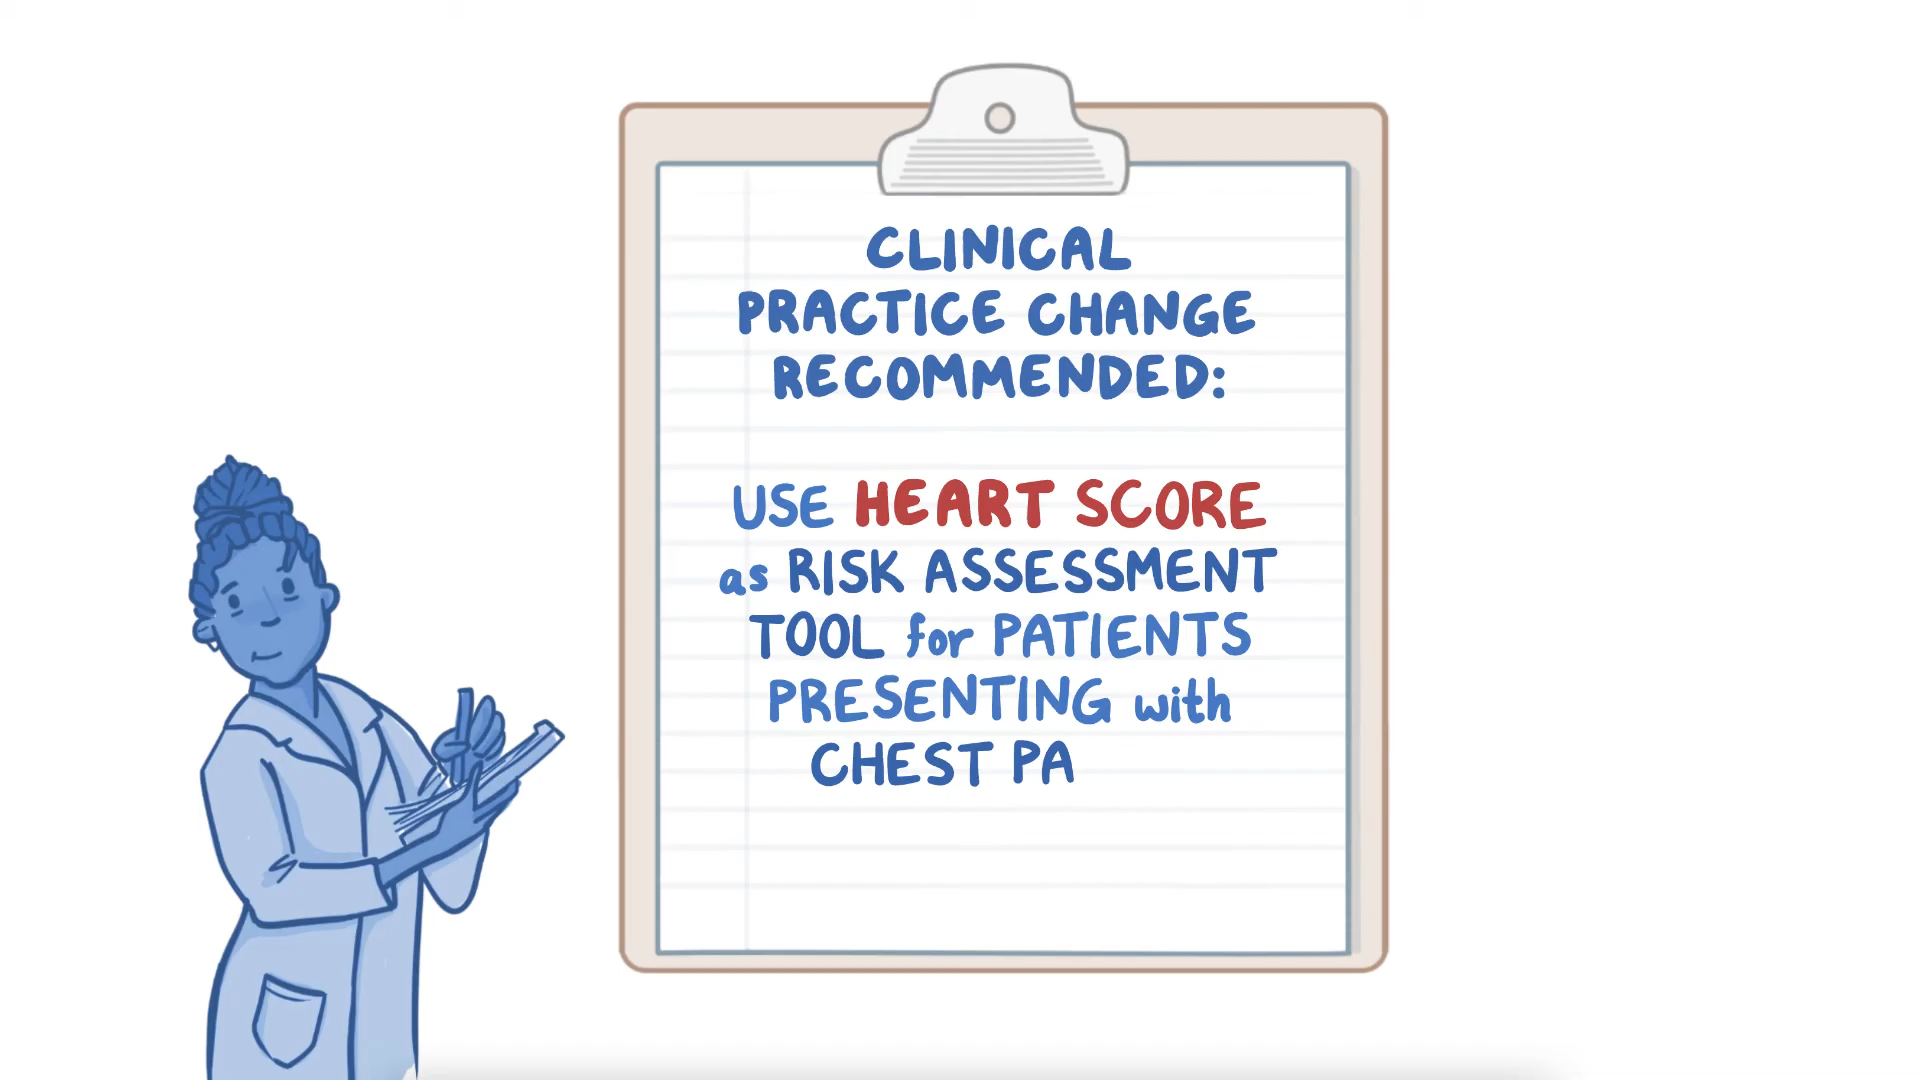 CLINICAL
PRACTICE CHANGE
RECOMMENDED:
USE HEART SCORE
as RISK ASSESSMENT
TOOL for PATIENTS
PRESENTING with
CHEST PA